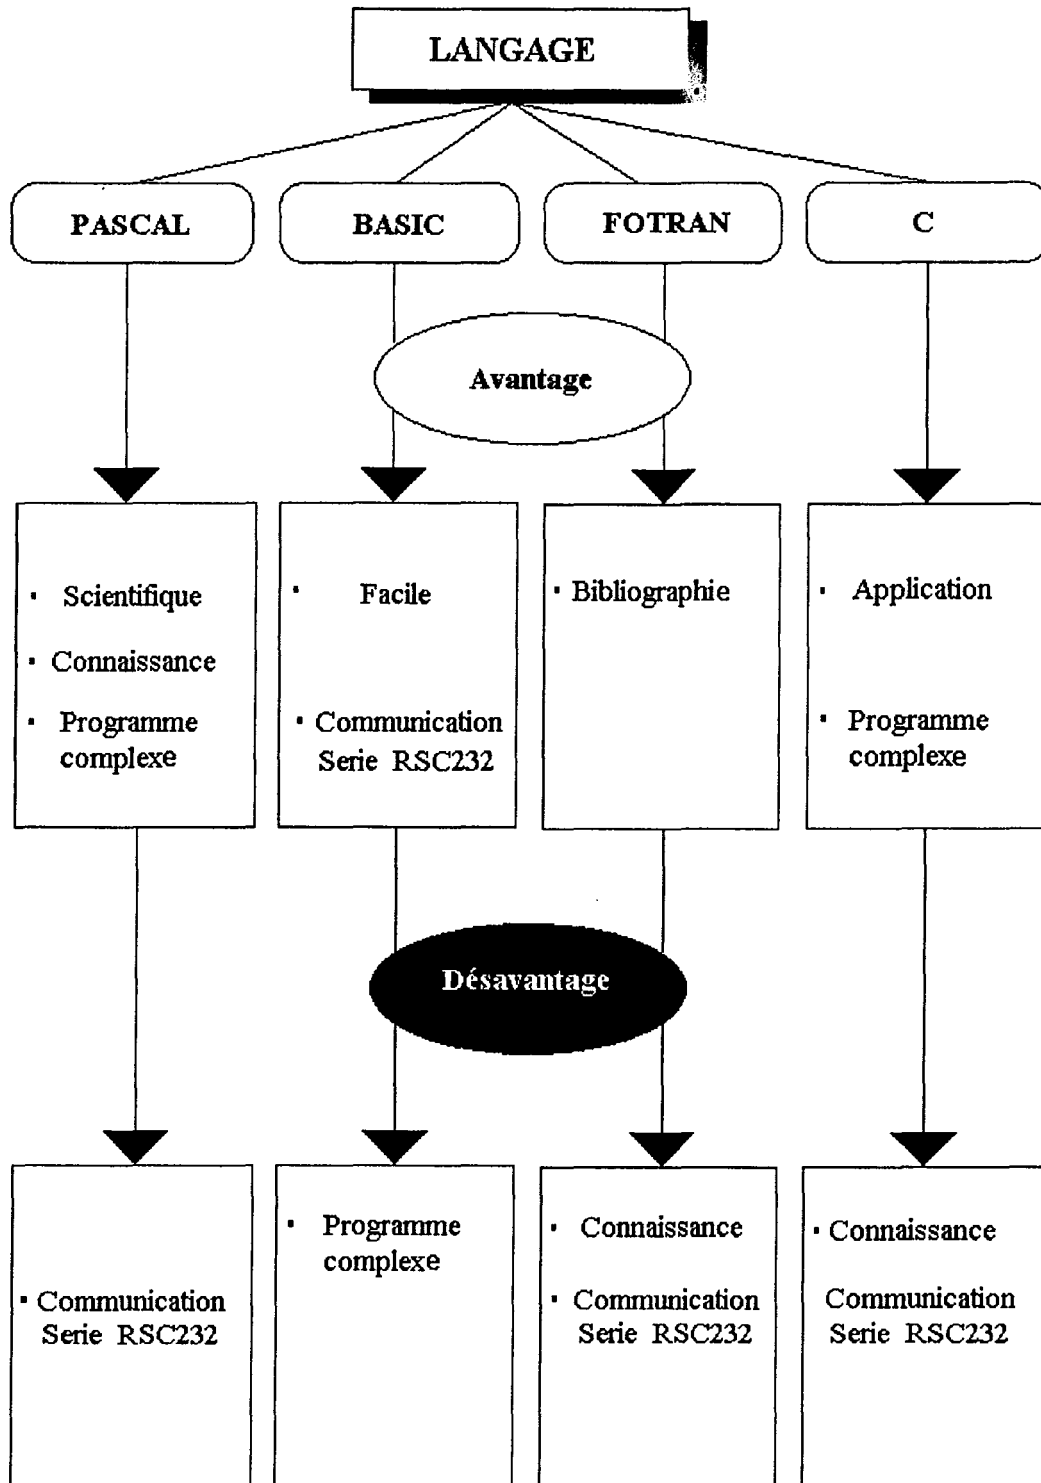 LANGAGE
PASCAL
BASIC
FOTRAN
C
Avantage
· Scientifique
· Connaissance
· Programme
complexe
· Facile
· Communication
Serie RSC232
· Bibliographie
· Application
· Programme
complexe
Désavantage
· Communication
Serie RSC232
· Programme
complexe
· Connaissance
· Communication
Serie RSC232
· Connaissance
Communication
Serie RSC232